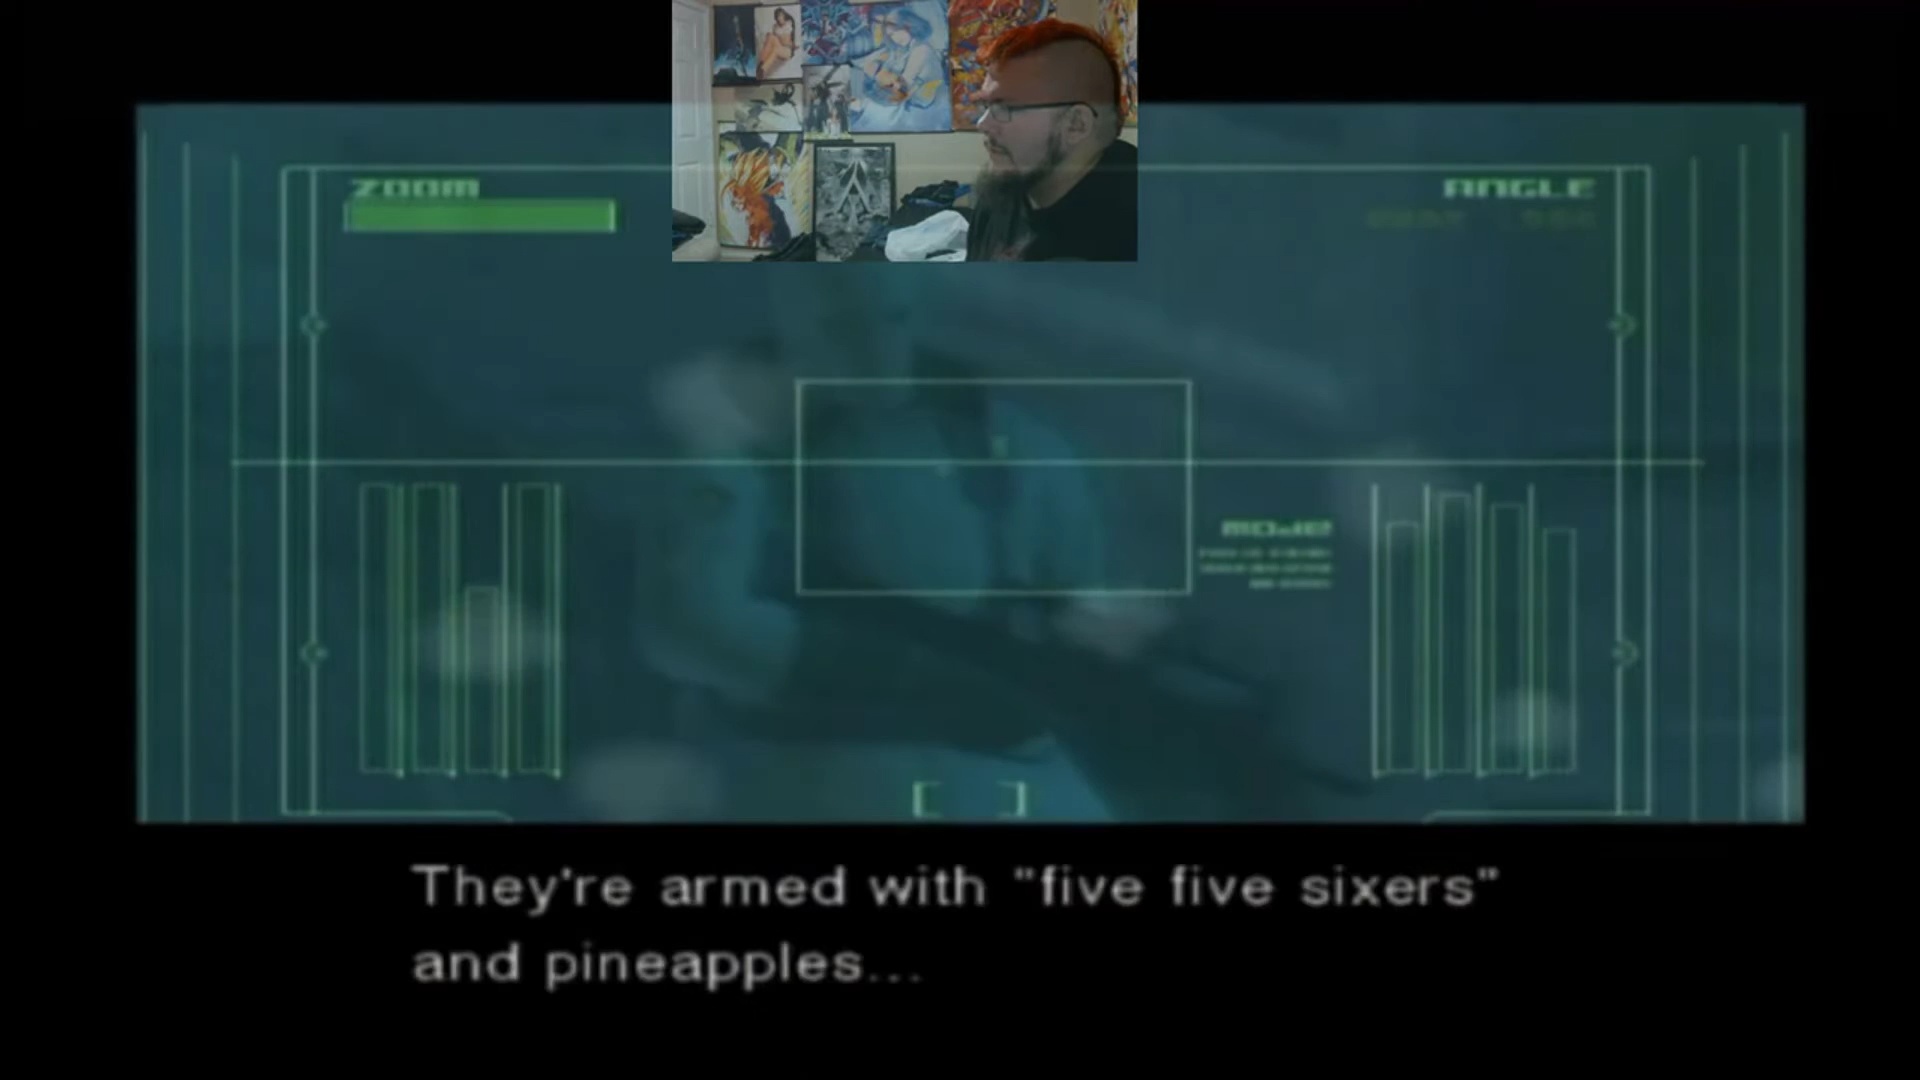 ZOOM
ANGLE
MODE
They're armed with "five five sixers"
and pineapples...